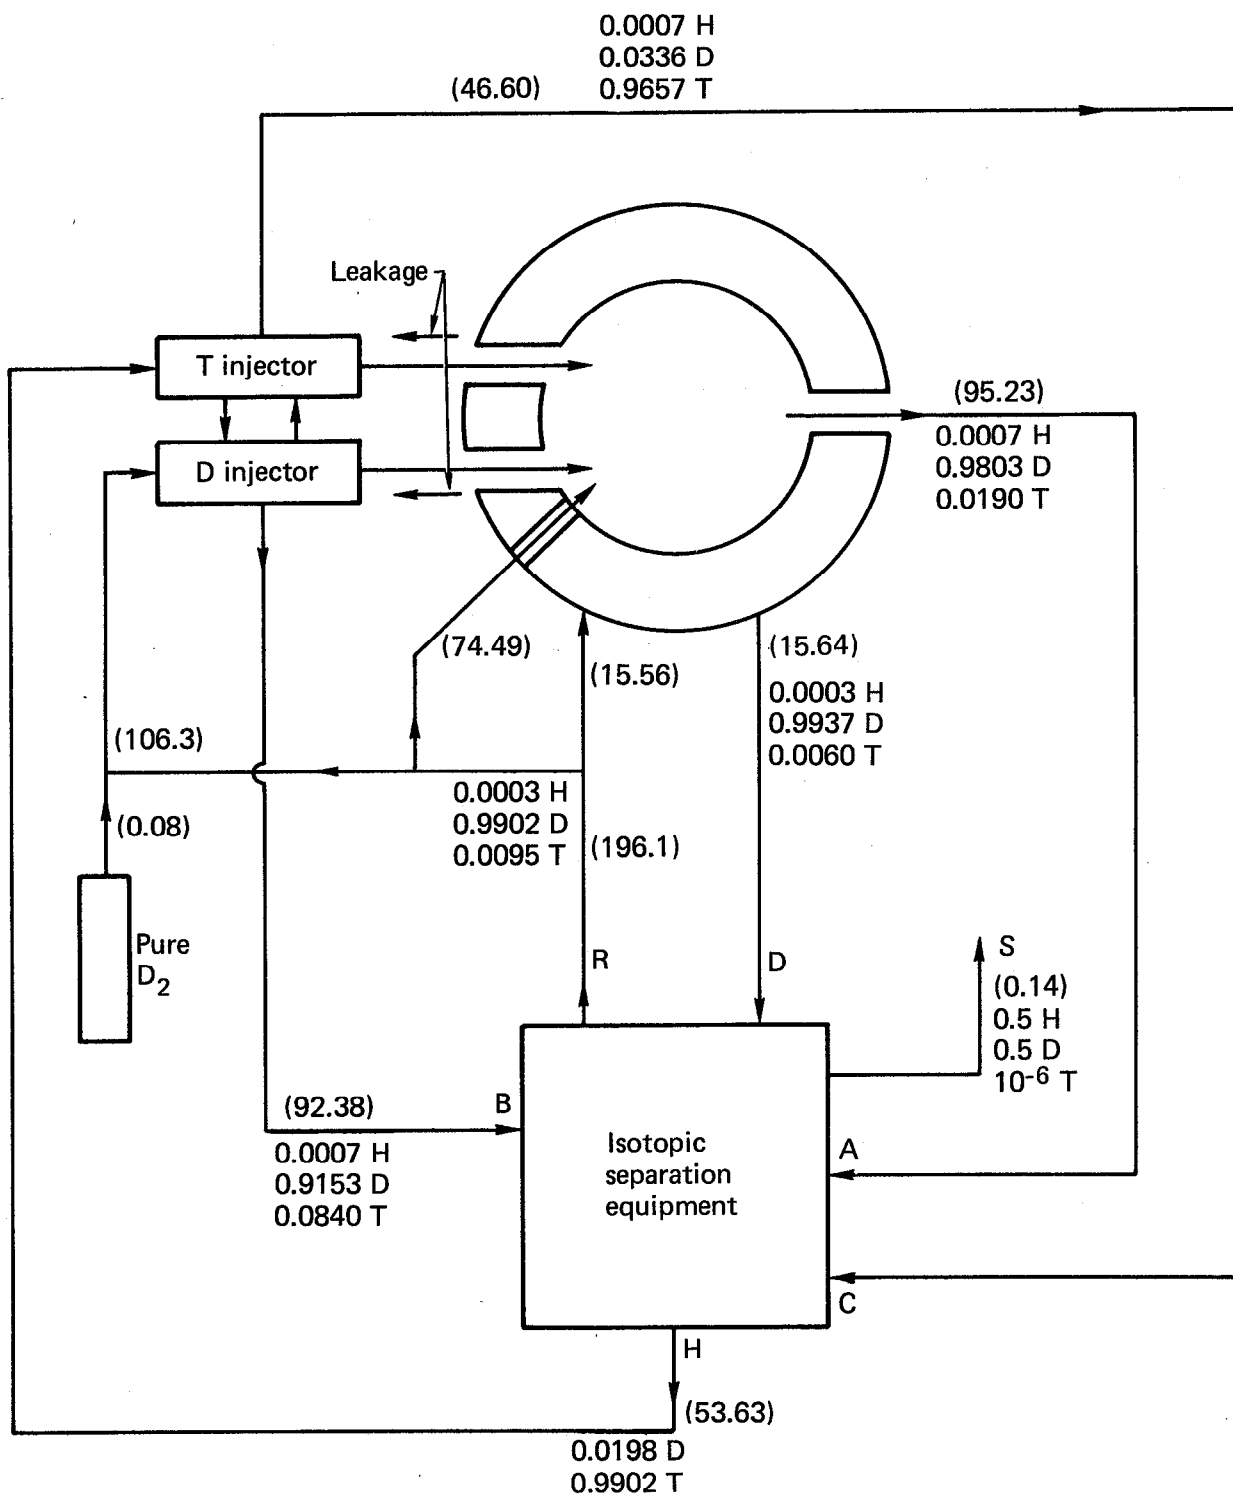 0.0007 H
0.0336 D
(46.60) 0.9657 T
Leakage
T injector
D injector
(95.23)
0.0007 H
0.9803 D
0.0190 T
(74.49)
(15.56)
(15.64)
0.0003 H
0.9937 D
0.0060 T
(106.3)
(0.08)
0.0003 H
0.9902 D
0.0095 T
(196.1)
Pure
D2
R
D
S
(0.14)
0.5 H
0.5 D
10-6 T
(92.38)
B
0.0007 H
0.9153 D
0.0840 T
Isotopic
separation
equipment
A
C
H
(53.63)
0.0198 D
0.9902 T